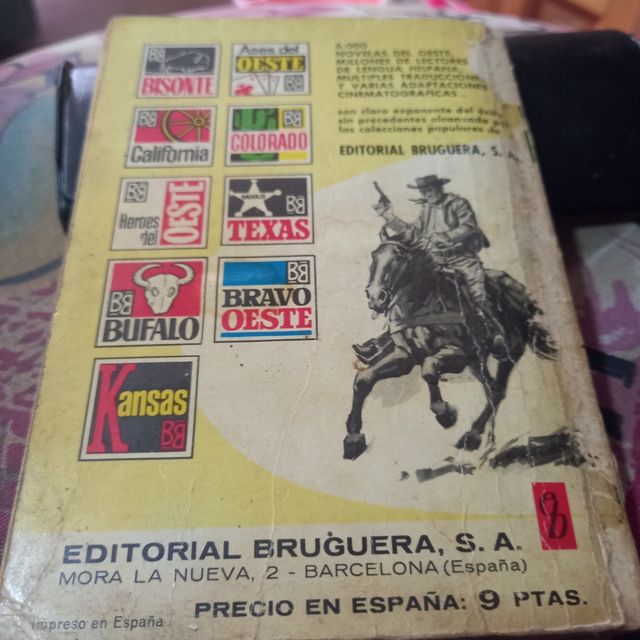 BISONTE
Ases del
OESTE
California
COLORADO
Heroes
del
OESTE
TEXAS
BUFALO
BRAVO
OESTE
Kansas
6.000
NOVELAS DEL OESTE,
MILLONES DE LECTORES
DE LENGUA HISPANA,
MULTIPLES TRADUCCIONE
Y VARIAS ADAPTACIONES
CINEMATOGRAFICAS...
son claro exponente del
sin precedentes alcanzado
las colecciones populares de
EDITORIAL BRUGUERA, S. A.
EDITORIAL BRUGUERA, S. A.
MORA LA NUEVA, 2 - BARCELONA (España)
impreso en España
PRECIO EN ESPAÑA: 9 PTAS.